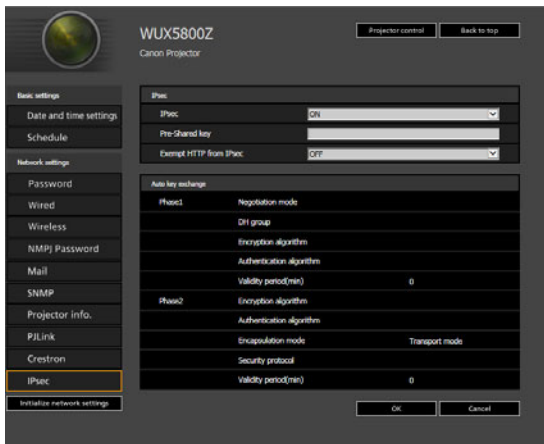 WUX5800Z
Projector control
Back to top
Canon Projector
Basic settings
Date and time settings
Schedule
Network settings
Password
Wired
Wireless
NMPJ Password
Mail
SNMP
Projector info.
PJLink
Crestron
IPsec
Initialize network settings
IPsec
IPsec ON
Pre-Shared key
Exempt HTTP from IPsec OFF
Auto key exchange
Phase1 Negotiation mode
DH group
Encryption algorithm
Authentication algorithm
Validity period(min) 0
Phase2 Encryption algorithm
Authentication algorithm
Encapsulation mode Transport mode
Security protocol
Validity period(min) 0
OK
Cancel